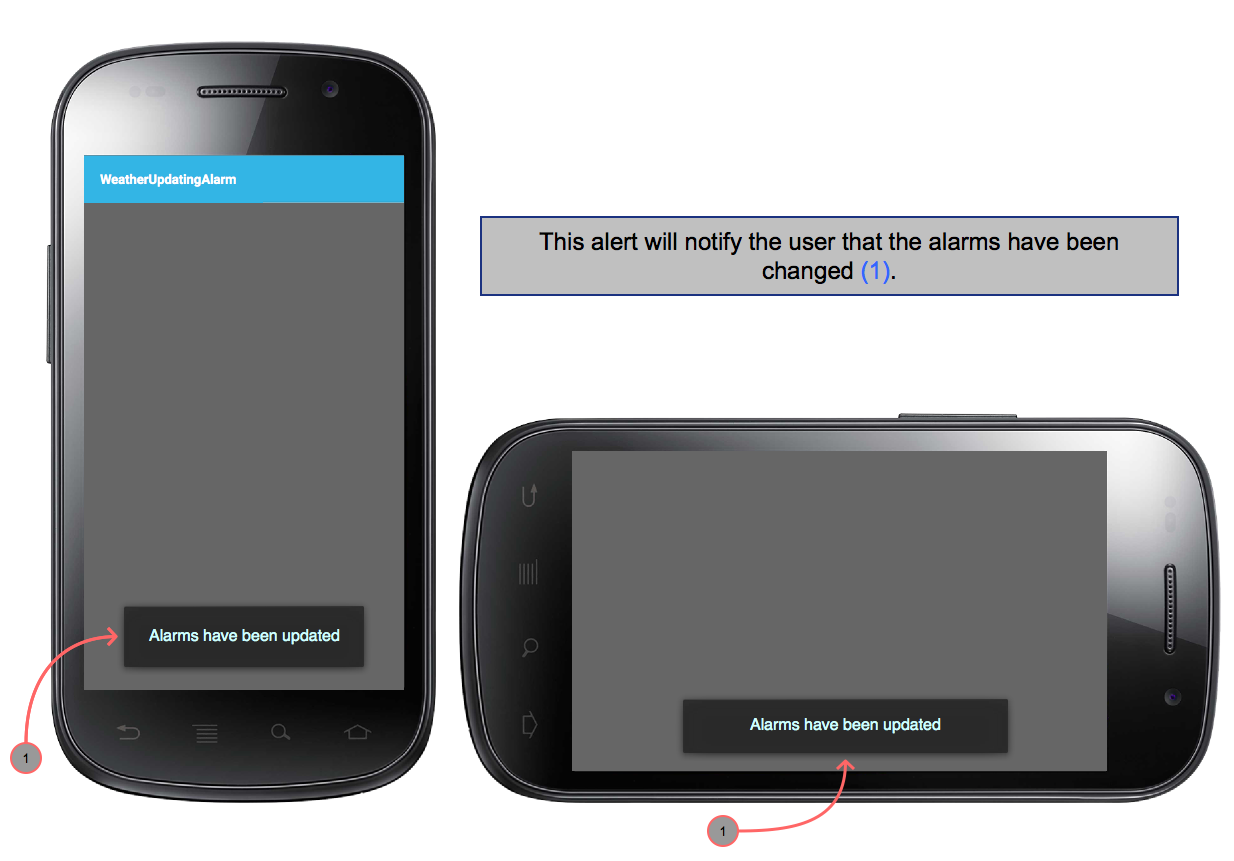 WeatherUpdatingAlarm
This alert will notify the user that the alarms have been
changed (1).
Alarms have been updated
1
Alarms have been updated
1